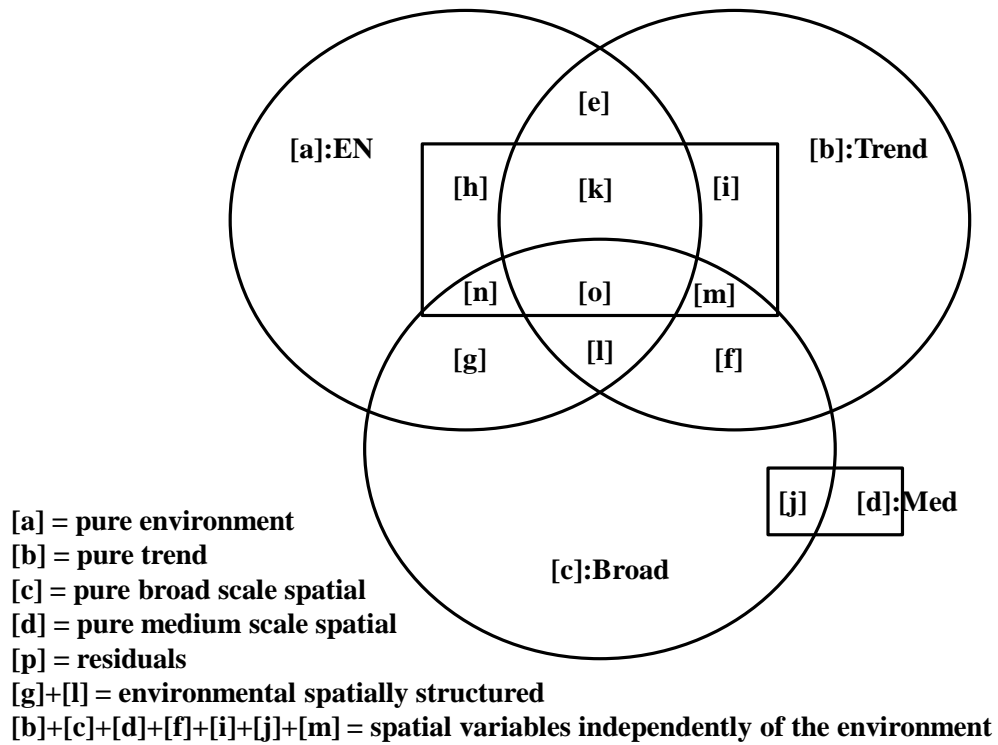 [e]
[a]:EN
[b]:Trend
[h]
[k]
[i]
[n]
[o]
[m]
[g]
[l]
[f]
[j]
[d]:Med
[c]:Broad
[a] = pure environment
[b] = pure trend
[c] = pure broad scale spatial
[d] = pure medium scale spatial
[p] = residuals
[g]+[l] = environmental spatially structured
[b]+[c]+[d]+[f]+[i]+[j]+[m] = spatial variables independently of the environment